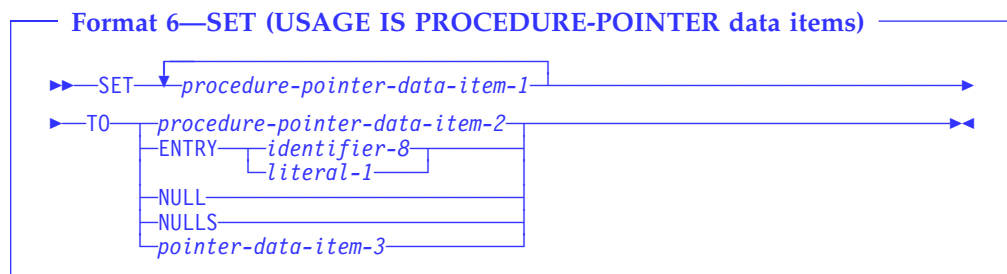 Format 6—SET (USAGE IS PROCEDURE-POINTER data items)
SET procedure-pointer-data-item-1
TO procedure-pointer-data-item-2
ENTRY identifier-8
literal-1
NULL
NULLS
pointer-data-item-3